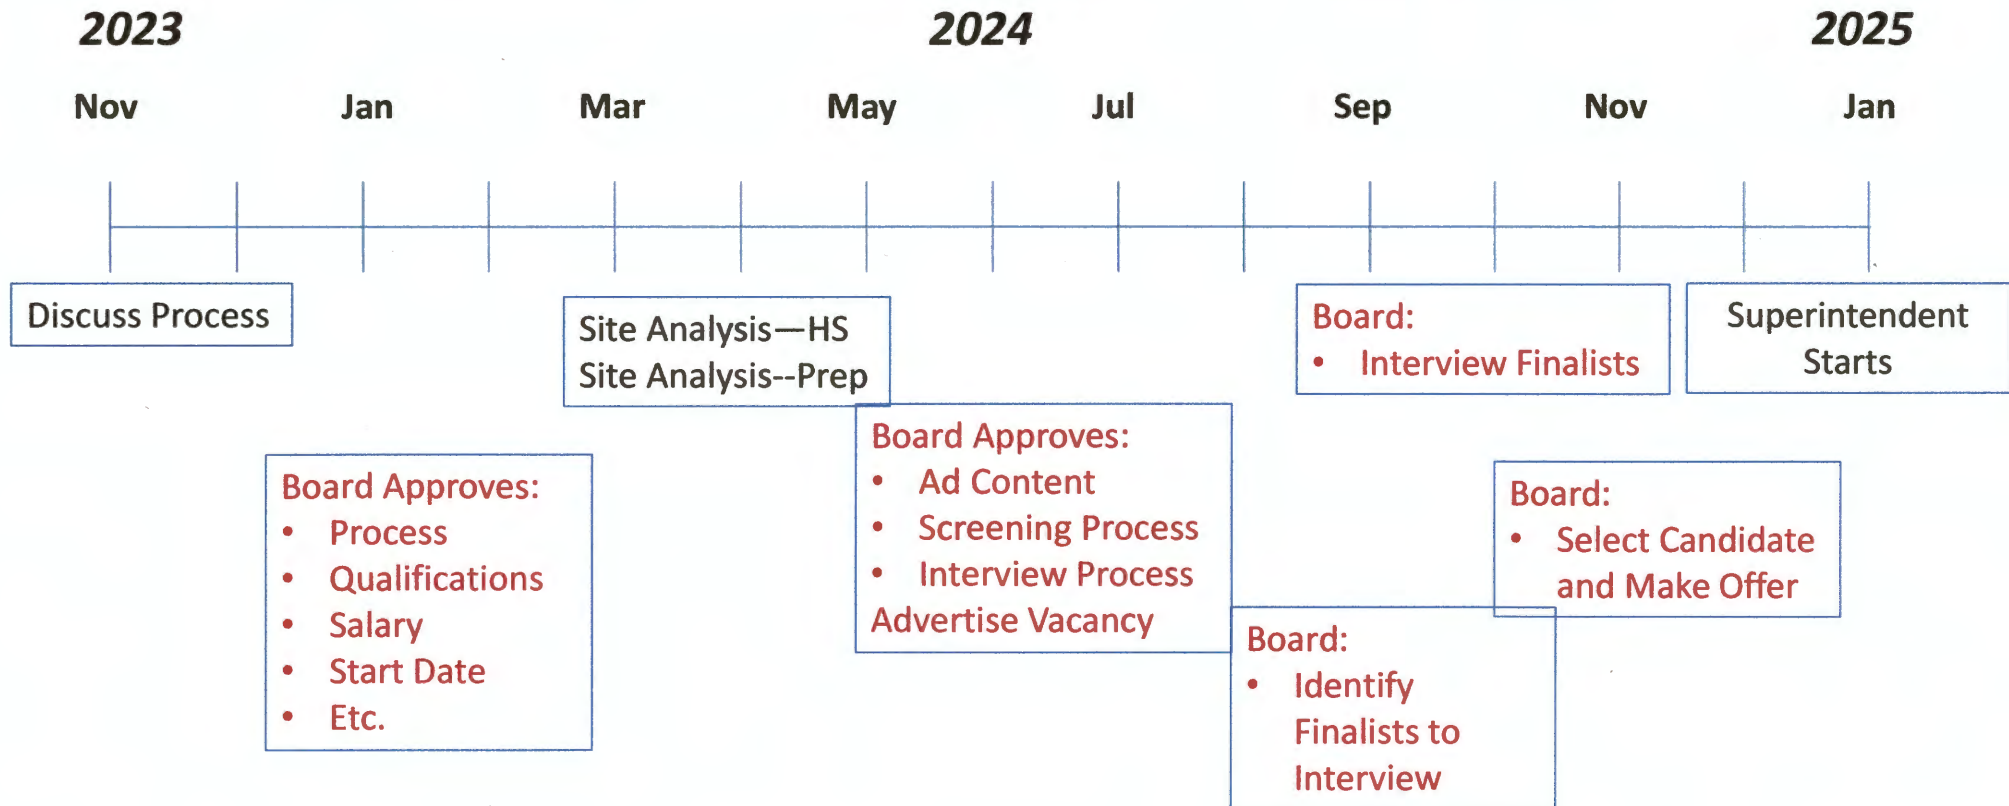 2023 2024 2025
Nov Jan Mar May Jul Sep Nov Jan
Discuss Process
Site Analysis—HS
Site Analysis--Prep
Board:
• Interview Finalists
Superintendent
Starts
Board Approves:
• Process
• Qualifications
• Salary
• Start Date
• Etc.
Board Approves:
• Ad Content
• Screening Process
• Interview Process
Advertise Vacancy
Board:
• Select Candidate
and Make Offer
Board:
• Identify
Finalists to
Interview